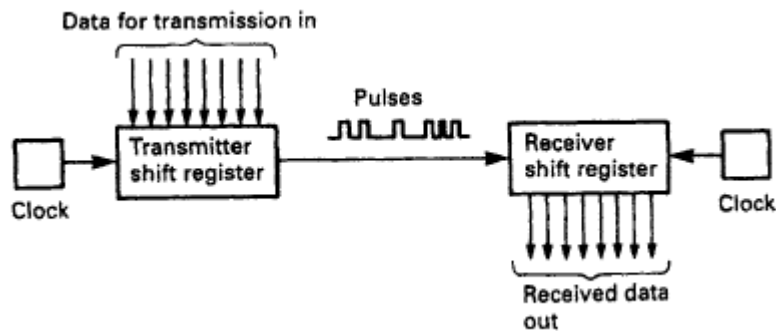 Data for transmission in
Pulses
Transmitter
shift register
Receiver
shift register
Clock
Clock
Received data
out